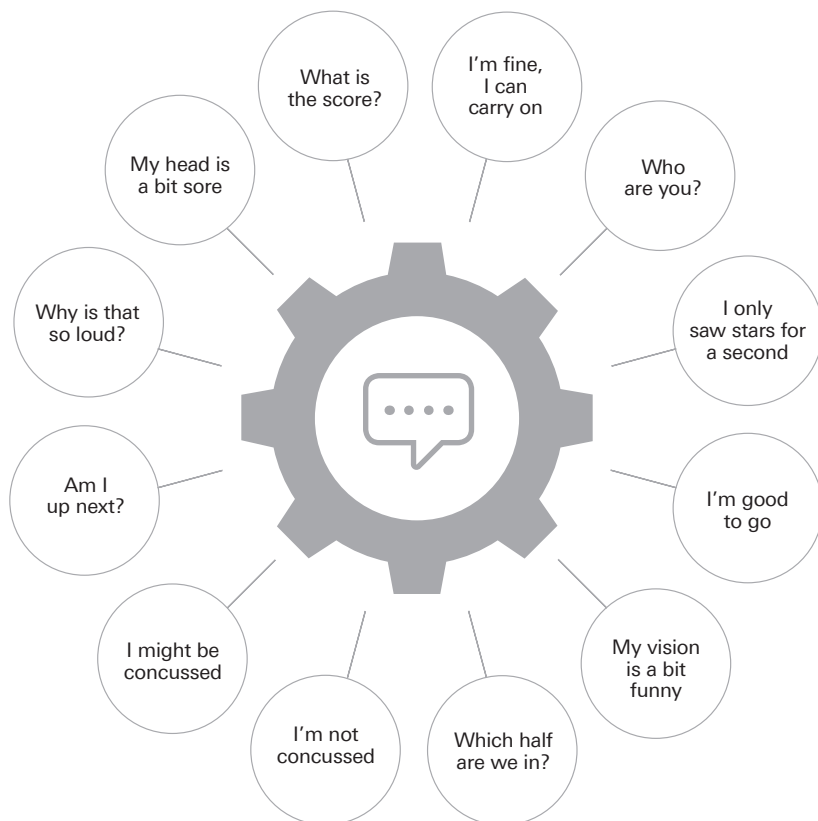 What is
the score?
I'm fine,
I can
carry on
Who
are you?
I only
saw stars for
a second
I'm good
to go
My vision
is a bit
funny
Which half
are we in?
I'm not
concussed
I might be
concussed
Am I
up next?
Why is that
so loud?
My head is
a bit sore